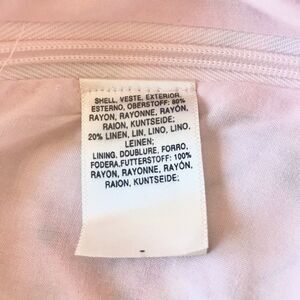 SHELL, VESTE, EXTERIOR,
ESTERNO, OBERSTOFF: 80%
RAYON, RAYONNE, RAYÓN,
RAION, KUNTSEIDE;
20% LINEN, LIN, LINO, LINO,
LEINEN;
LINING, DOUBLURE, FORRO,
FODERA,FUTTERSTOFF: 100%
RAYON, RAYONNE, RAYÓN,
RAION, KUNTSEIDE;